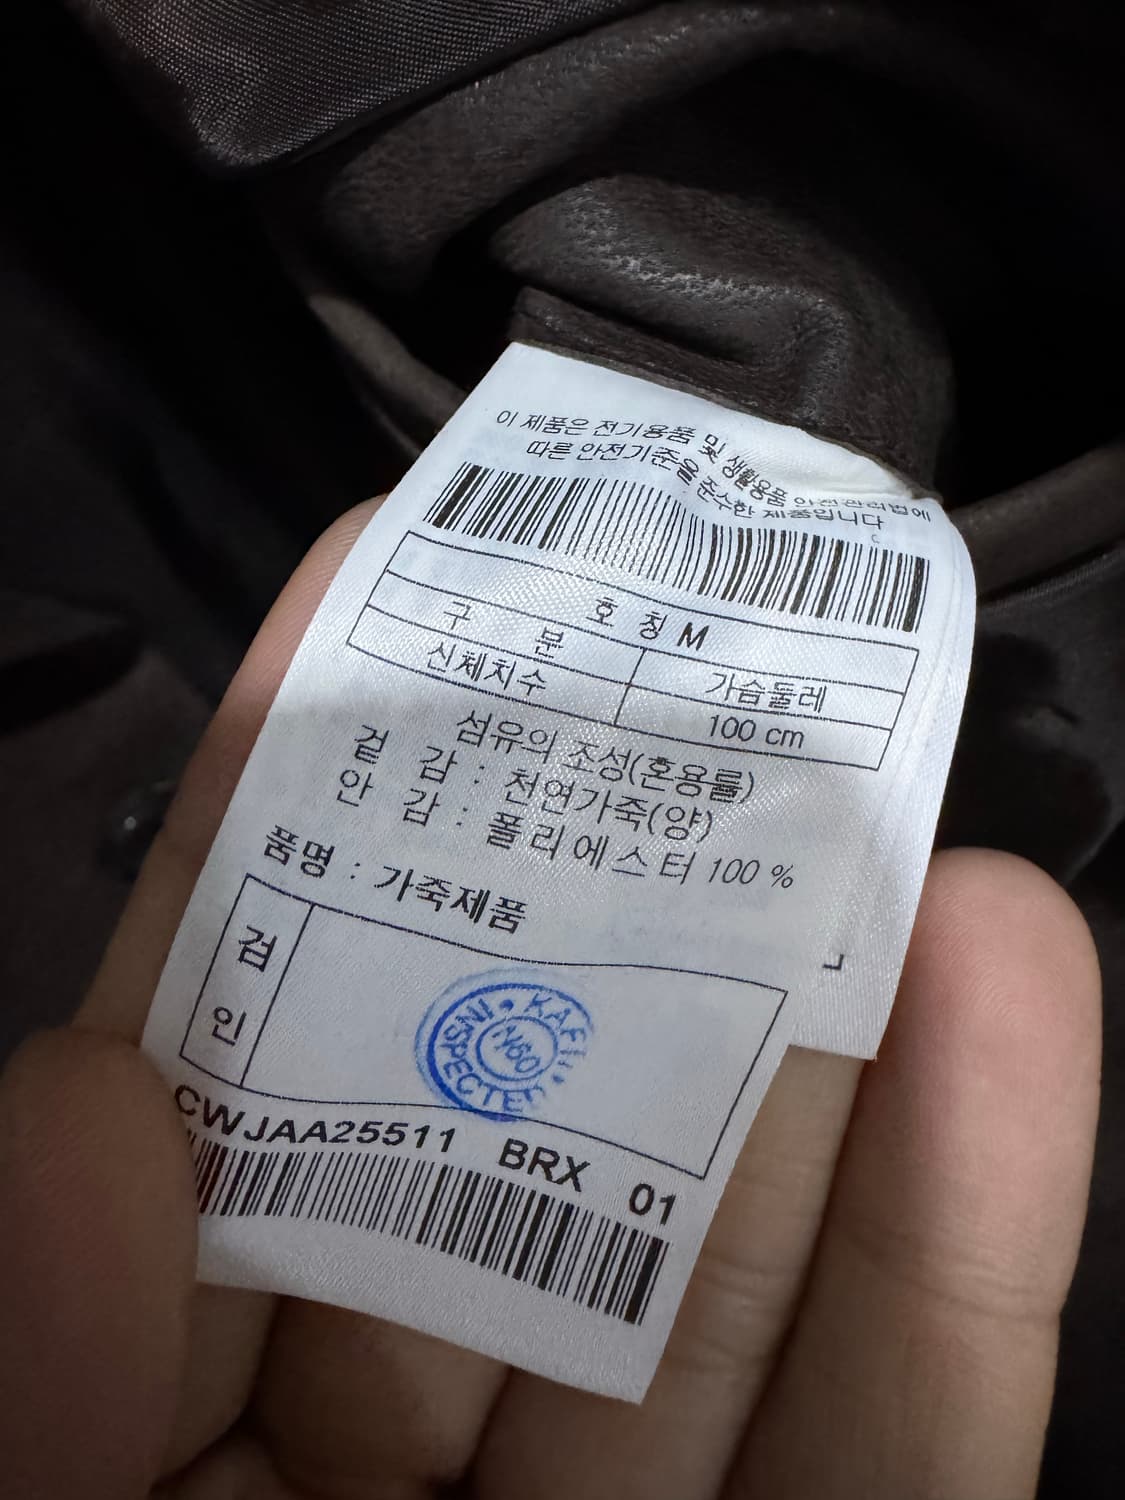 이 제품은 전기용품 및 생활용품 안전관리법에
따른 안전기준을 준수한 제품입니다
호 칭 M
구 분 가슴둘레
신체치수 100 cm
섬유의 조성(혼용률)
겉 감 : 천연가죽(양)
안 감 : 폴리에스터 100 %
품명 : 가죽제품
검인
INSPECTED
CWJAA25511 BRX 01